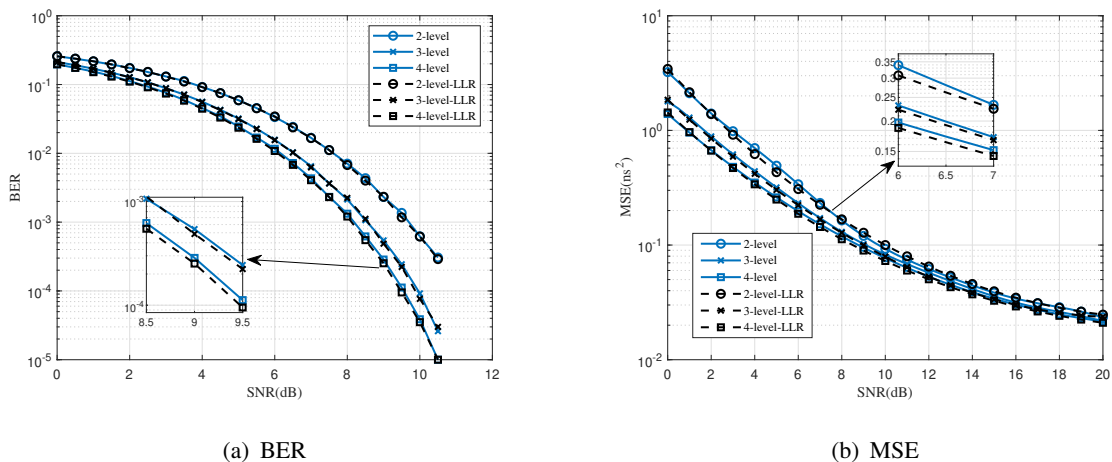 10^0
10^-1
10^-2
10^-3
10^-4
10^-5
BER
0 2 4 6 8 10 12
SNR(dB)
2-level
3-level
4-level
2-level-LLR
3-level-LLR
4-level-LLR
10^-3
10^-4
8.5 9 9.5
(a) BER
10^1
10^0
10^-1
10^-2
MSE(ns^-2)
0 2 4 6 8 10 12 14 16 18 20
SNR(dB)
0.35
0.3
0.25
0.2
0.15
6 6.5 7
2-level
3-level
4-level
2-level-LLR
3-level-LLR
4-level-LLR
(b) MSE